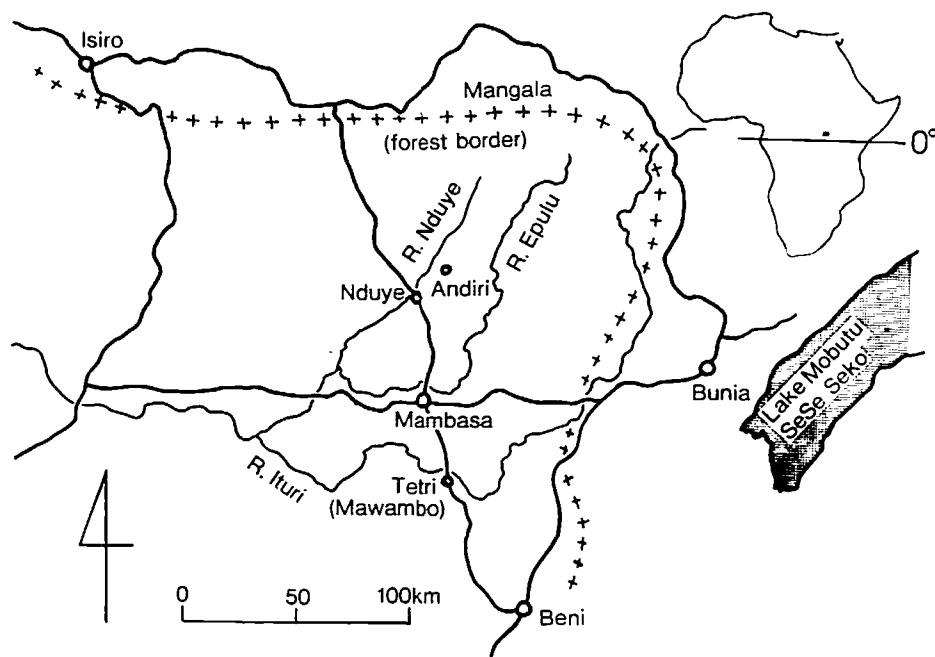 Isiro
Mangala
(forest border)
0°
R. Nduye
R. Epulu
Nduye
Andiri
Bunia
Lake Mobutui
SeSe Seko
Mambasa
R. Ituri
Tetri
(Mawambo)
0 50 100km
Beni